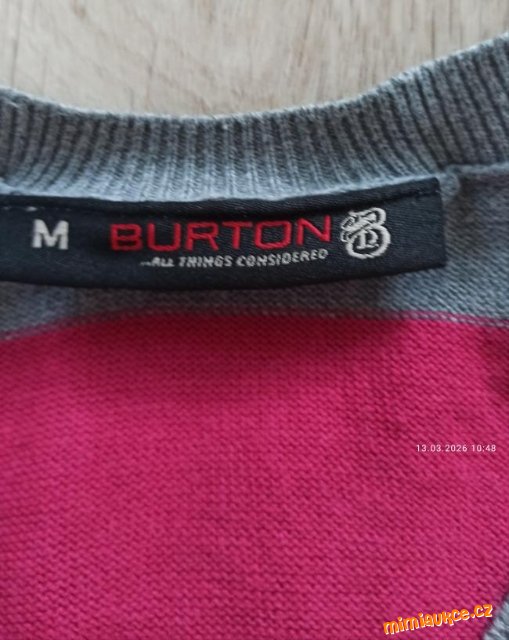 M BURTON B
...ALL THINGS CONSIDERED
13.03.2026 10:48
mimiaukce.cz